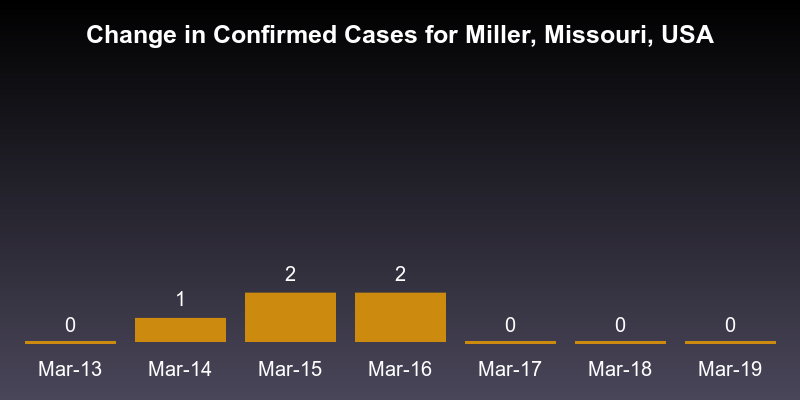 Change in Confirmed Cases for Miller, Missouri, USA
0 1 2 2 0 0 0
Mar-13 Mar-14 Mar-15 Mar-16 Mar-17 Mar-18 Mar-19